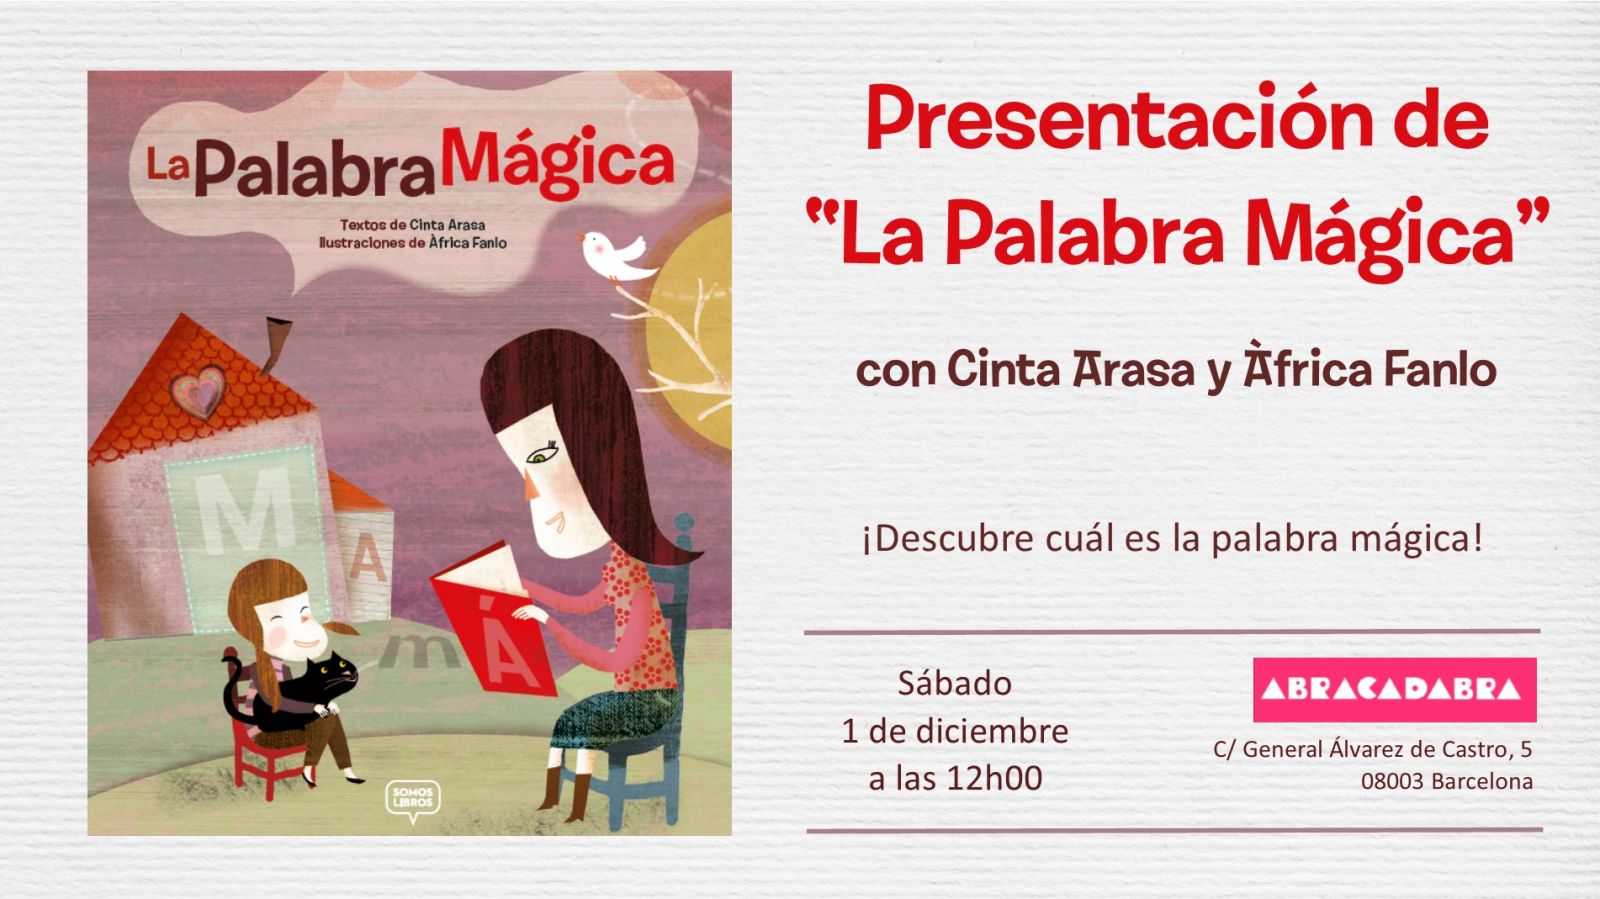 La Palabra Mágica
Textos de Cinta Arasa
Ilustraciones de Àfrica Fanlo
M
A
m
Á
SOMOS
LIBROS
Presentación de
“La Palabra Mágica”
con Cinta Arasa y Àfrica Fanlo
¡Descubre cuál es la palabra mágica!
Sábado
1 de diciembre
a las 12h00
ABRACADABRA
C/ General Álvarez de Castro, 5
08003 Barcelona